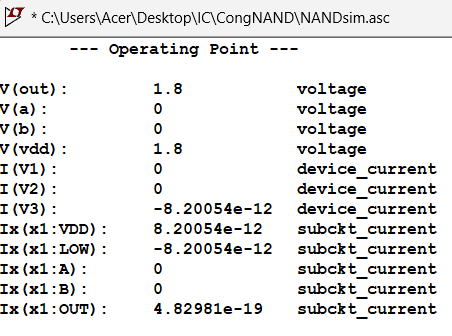 * C:\Users\Acer\Desktop\IC\CongNAND\NANDsim.asc
--- Operating Point ---
V(out): 1.8 voltage
V(a): 0 voltage
V(b): 0 voltage
V(vdd): 1.8 voltage
I(V1): 0 device_current
I(V2): 0 device_current
I(V3): -8.20054e-12 device_current
Ix(x1:VDD): 8.20054e-12 subckt_current
Ix(x1:LOW): -8.20054e-12 subckt_current
Ix(x1:A): 0 subckt_current
Ix(x1:B): 0 subckt_current
Ix(x1:OUT): 4.82981e-19 subckt_current